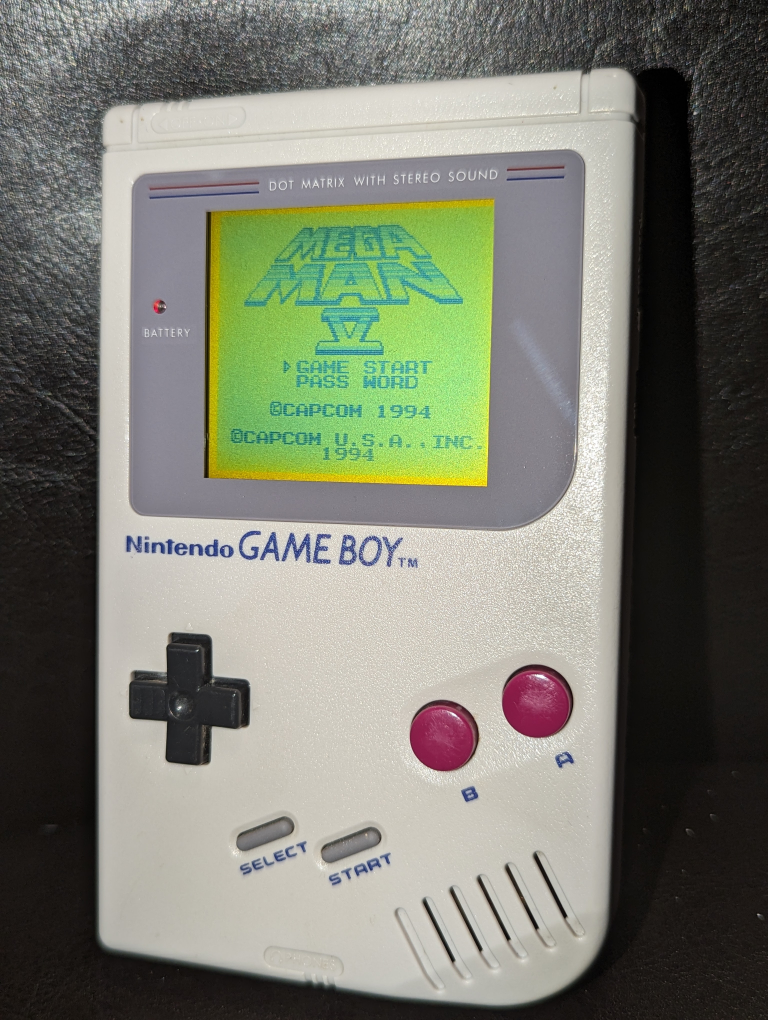 DOT MATRIX WITH STEREO SOUND
MEGA
MAN
V
BATTERY
GAME START
PASS WORD
©CAPCOM 1994
©CAPCOM U.S.A., INC.
1994
Nintendo GAME BOY™
B
A
SELECT
START